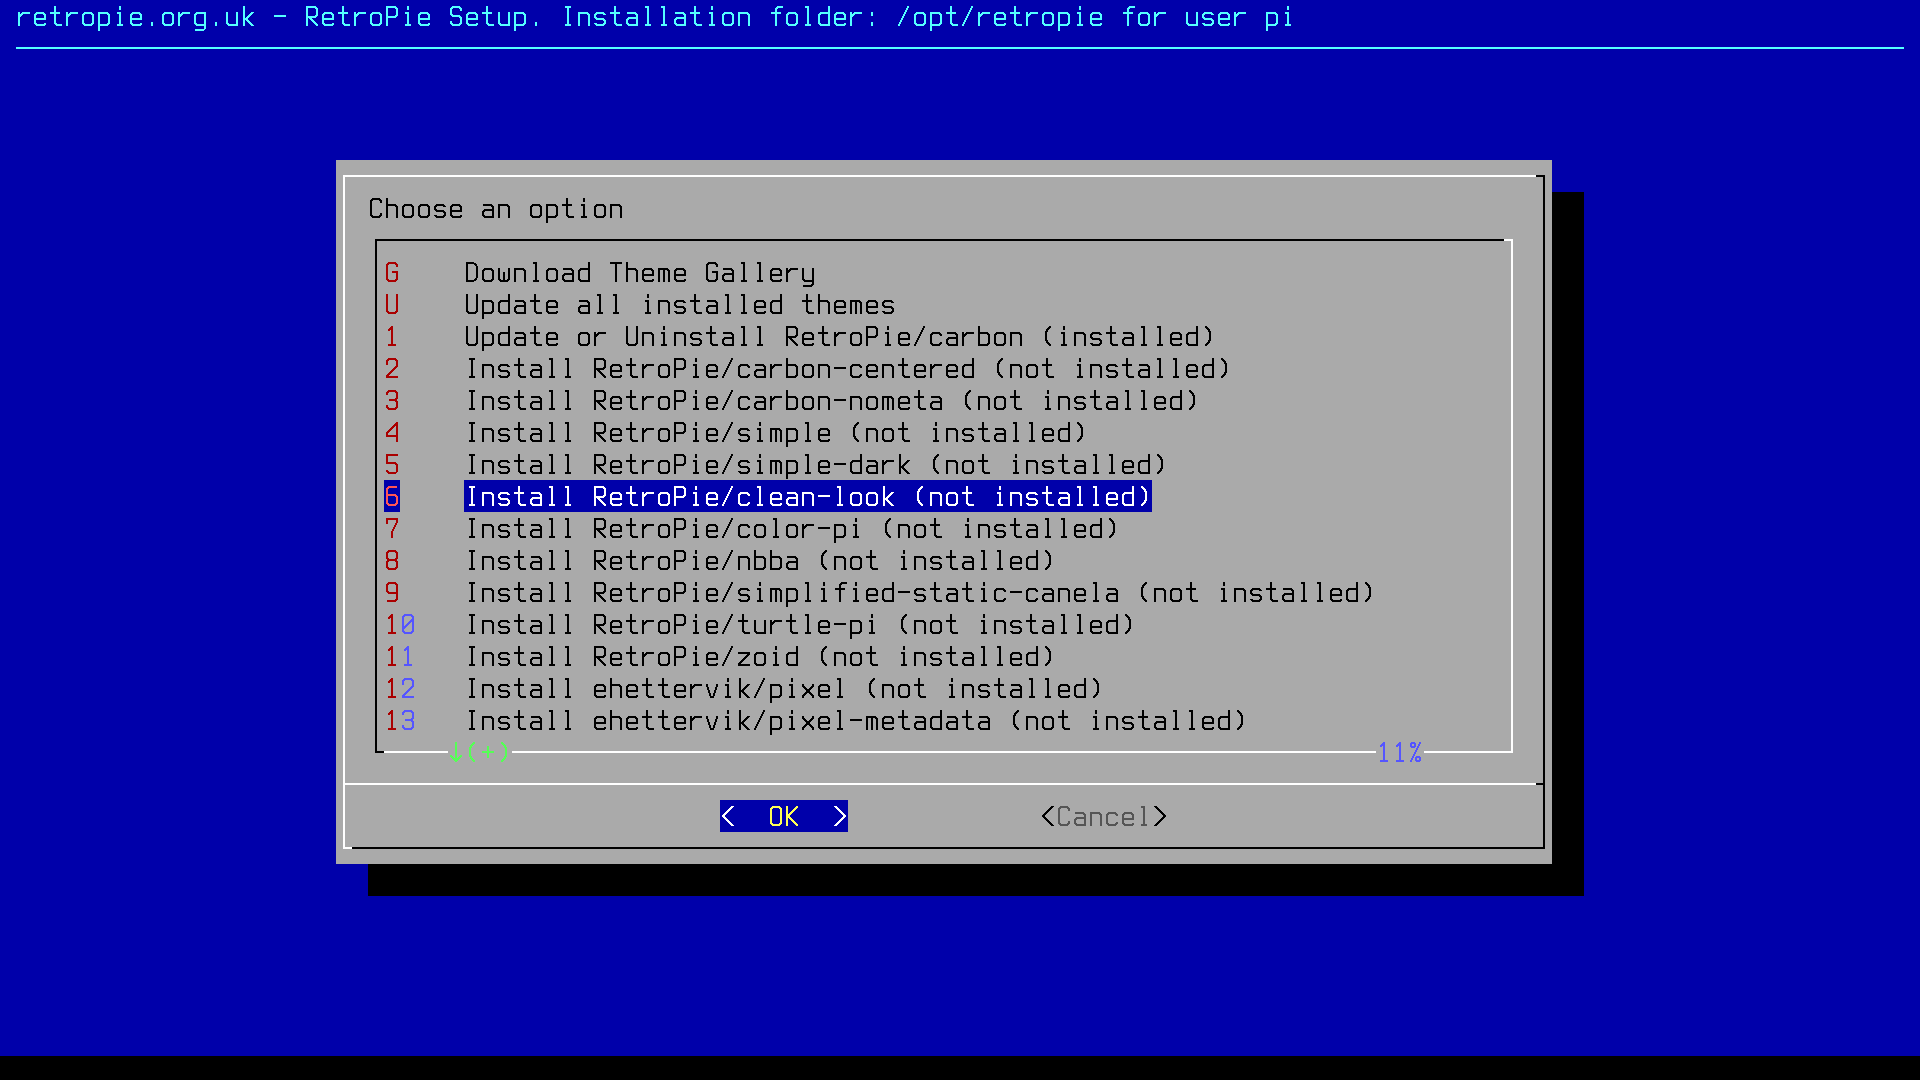 retropie.org.uk - RetroPie Setup. Installation folder: /opt/retropie for user pi
Choose an option
G Download Theme Gallery
U Update all installed themes
1 Update or Uninstall RetroPie/carbon (installed)
2 Install RetroPie/carbon-centered (not installed)
3 Install RetroPie/carbon-nometa (not installed)
4 Install RetroPie/simple (not installed)
5 Install RetroPie/simple-dark (not installed)
6 Install RetroPie/clean-look (not installed)
7 Install RetroPie/color-pi (not installed)
8 Install RetroPie/nbba (not installed)
9 Install RetroPie/simplified-static-canela (not installed)
10 Install RetroPie/turtle-pi (not installed)
11 Install RetroPie/zoid (not installed)
12 Install ehettervik/pixel (not installed)
13 Install ehettervik/pixel-metadata (not installed)
↓(+) 11%
< OK > <Cancel>